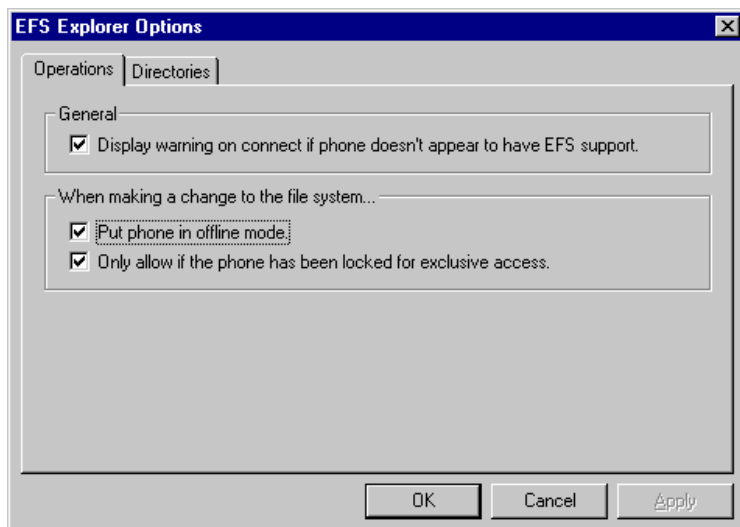 EFS Explorer Options
Operations
Directories
General
Display warning on connect if phone doesn't appear to have EFS support.
When making a change to the file system...
Put phone in offline mode.
Only allow if the phone has been locked for exclusive access.
OK
Cancel
Apply